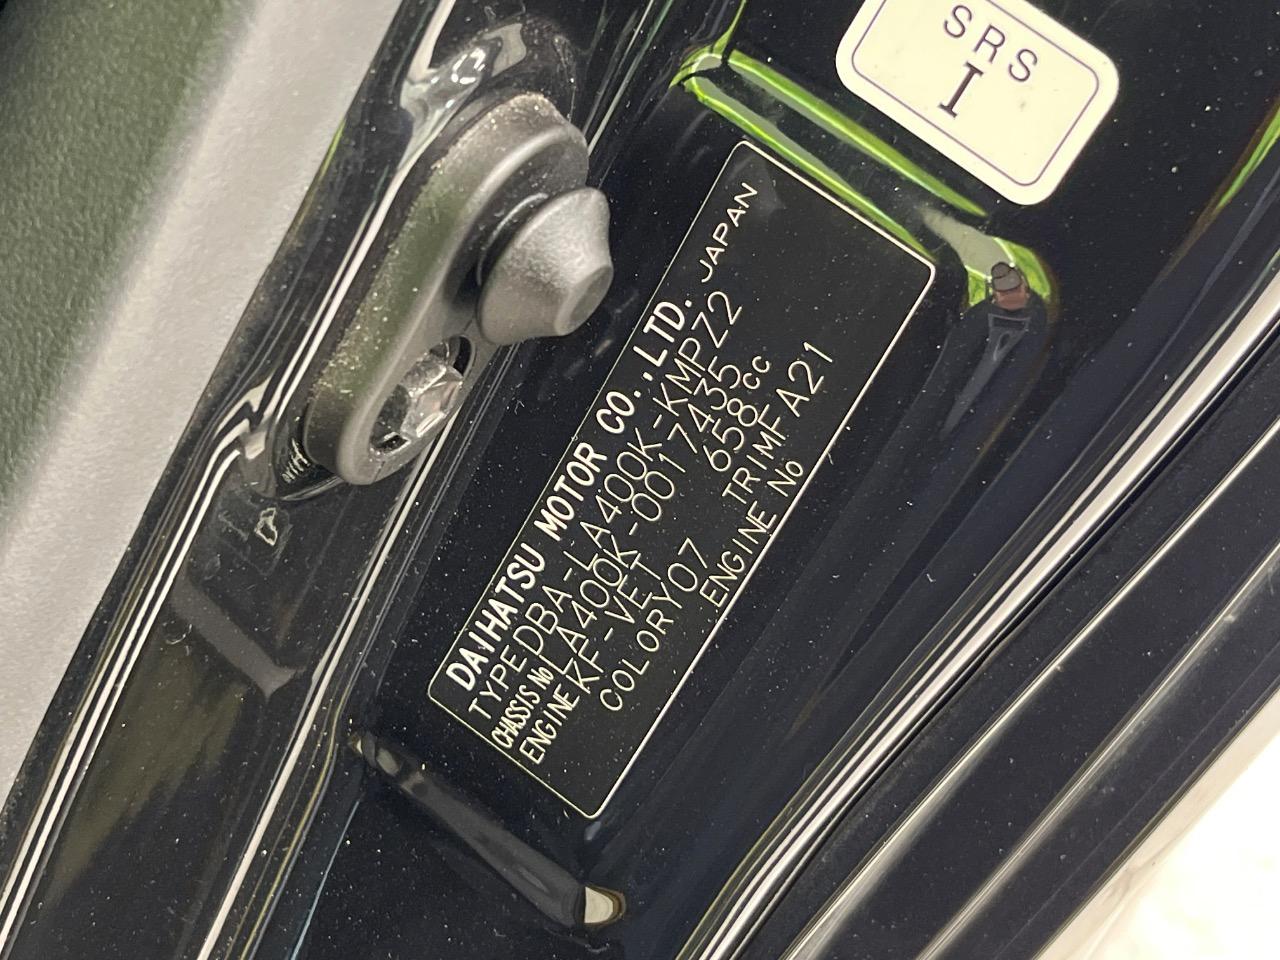 SRS
I
DAIHATSU MOTOR CO.,LTD. JAPAN
TYPE DBA-LA400K-KMPZ2
CHASSIS No LA400K-0017435
ENGINE KF-VET 658cc
COLOR Y07 TRIM FA21
ENGINE No